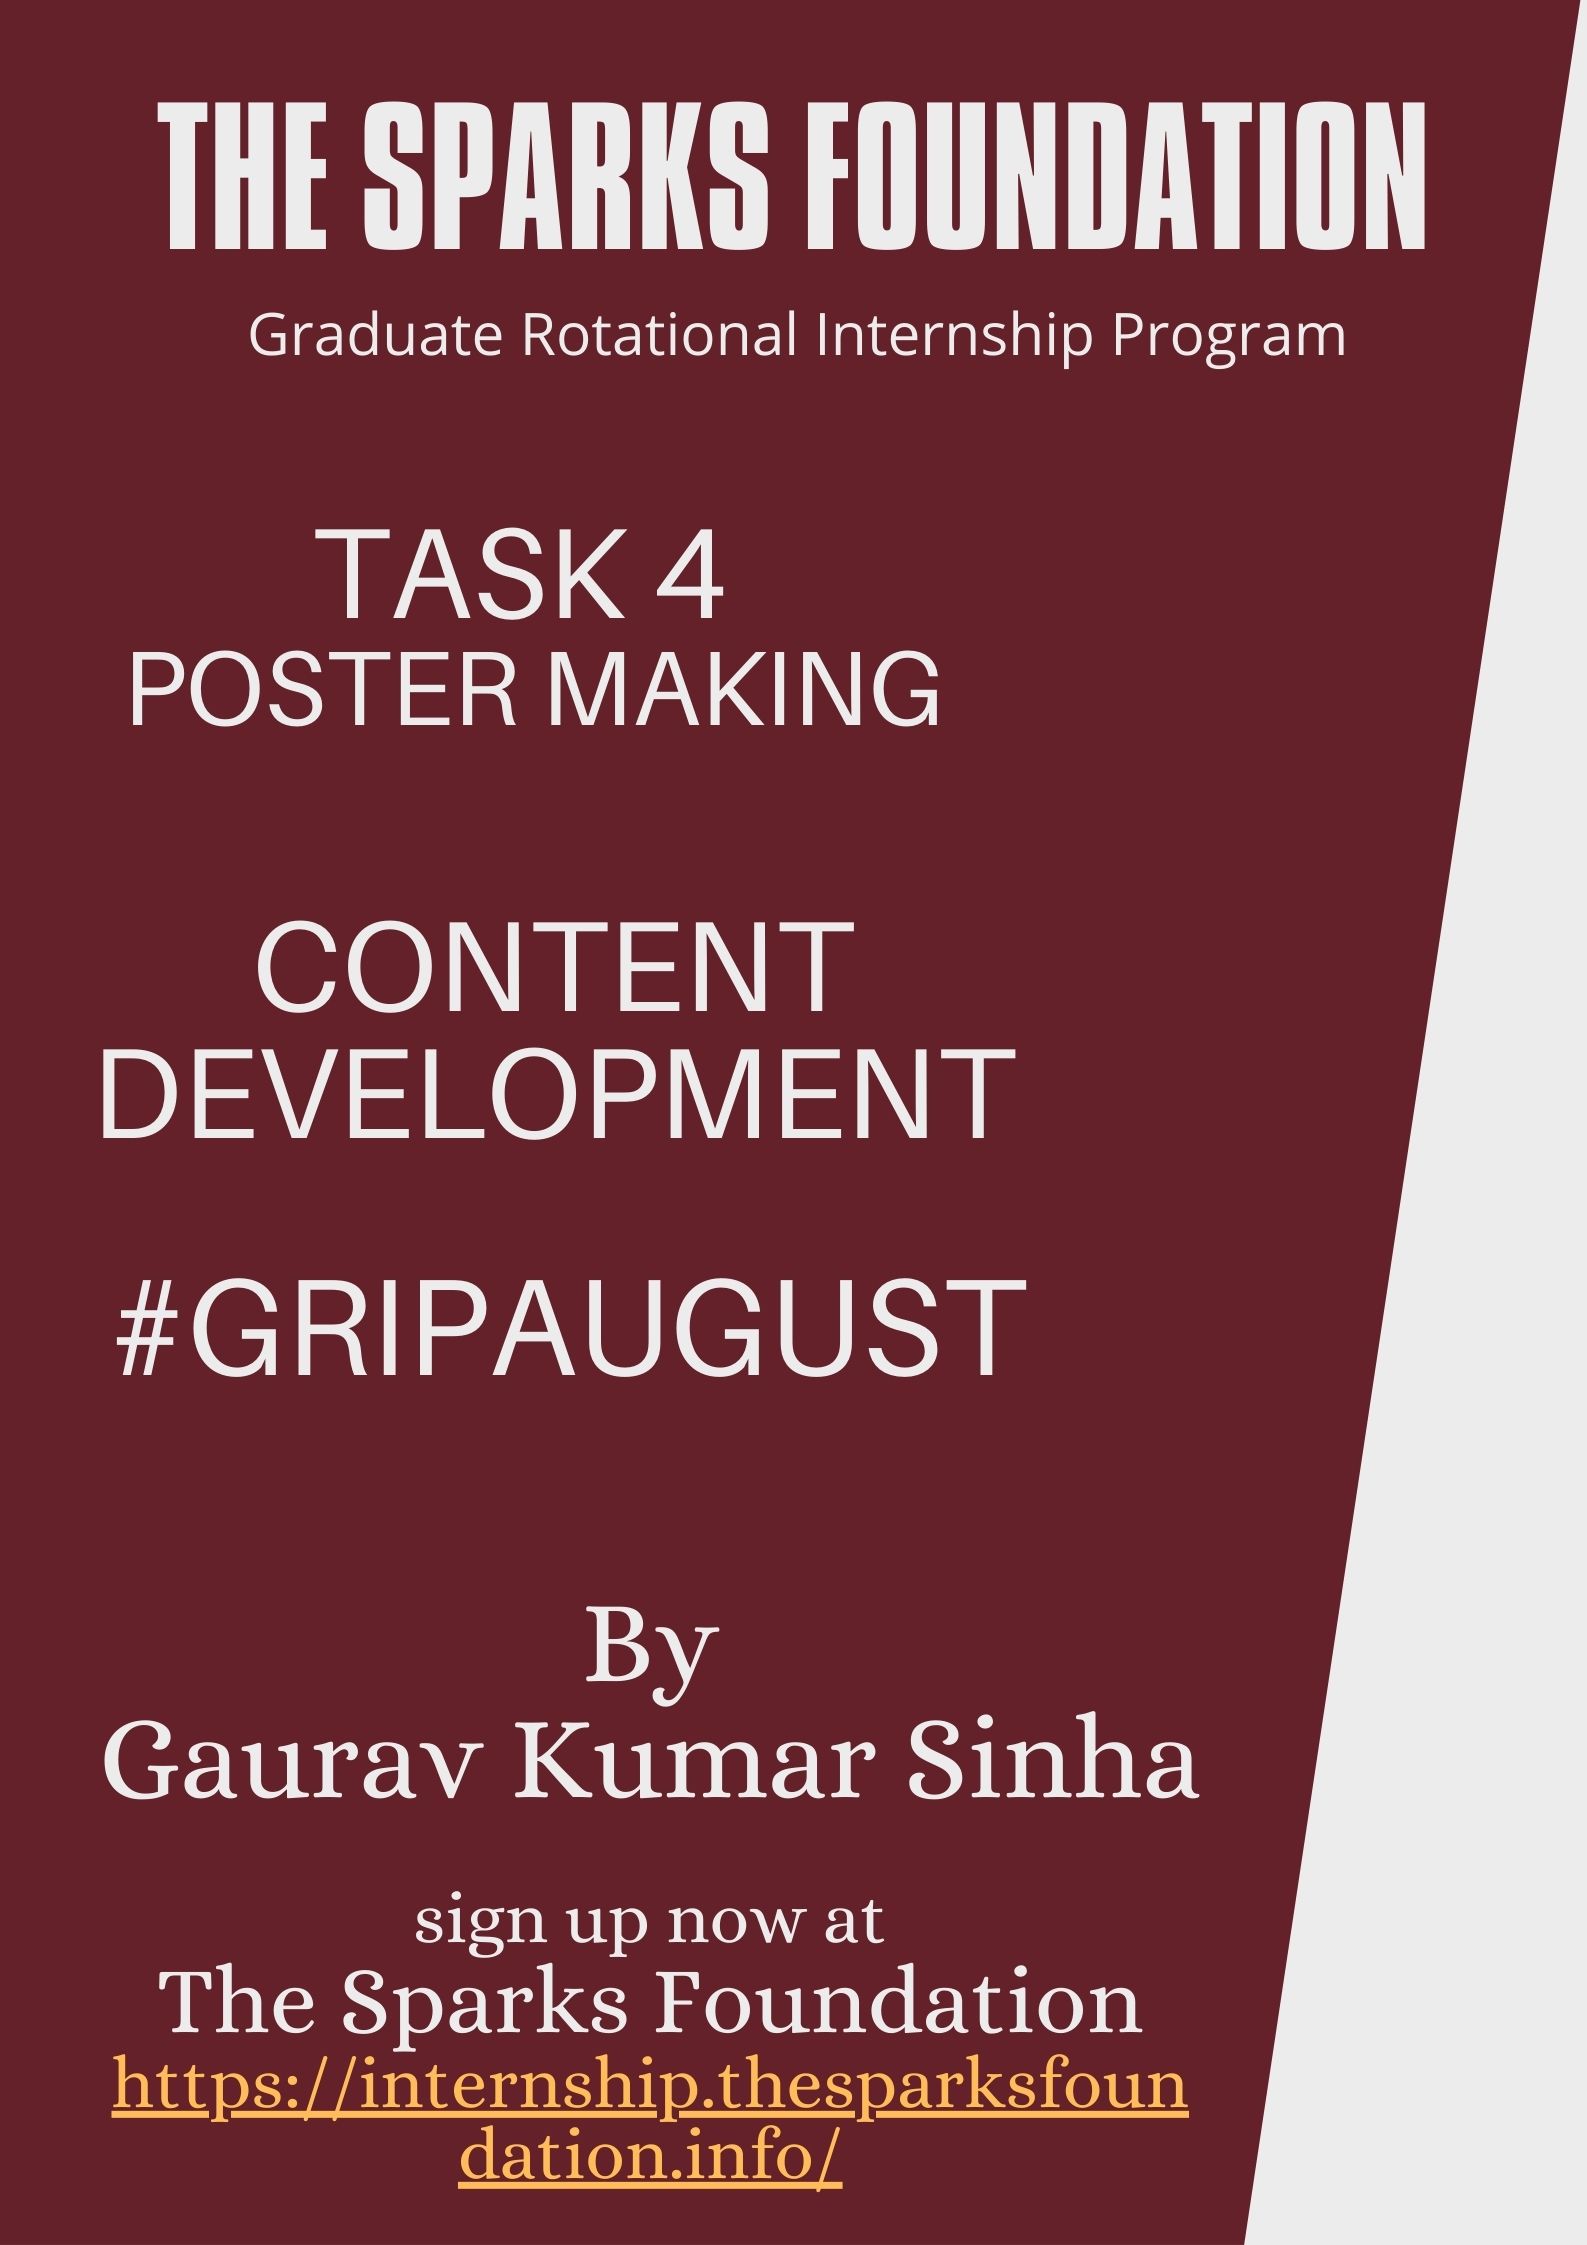 THE SPARKS FOUNDATION
Graduate Rotational Internship Program
TASK 4
POSTER MAKING
CONTENT
DEVELOPMENT
#GRIPAUGUST
By
Gaurav Kumar Sinha
sign up now at
The Sparks Foundation
https://internship.thesparksfoun
dation.info/